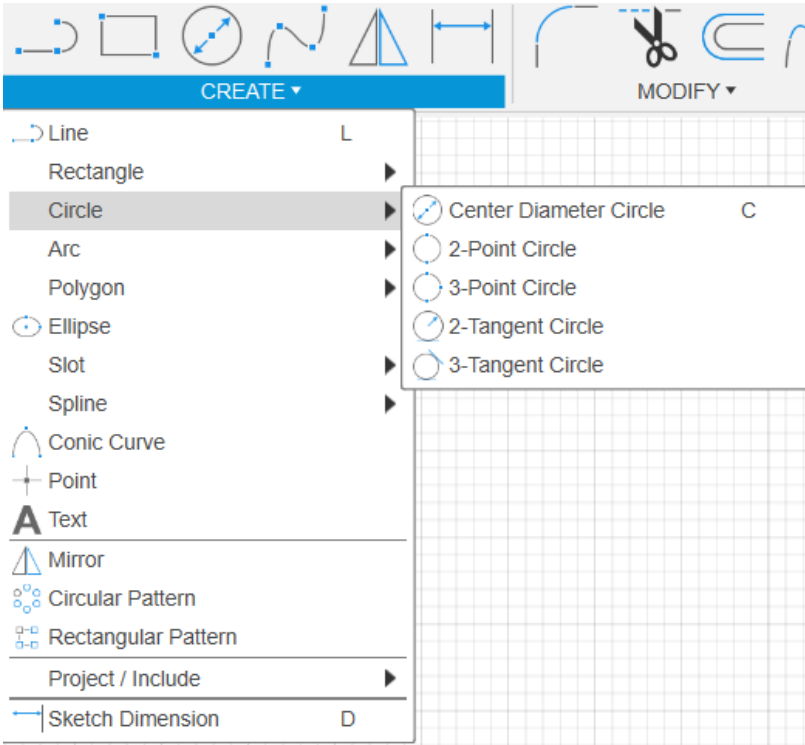 CREATE ▾ MODIFY ▾
Line L
Rectangle
Circle
Center Diameter Circle C
Arc
2-Point Circle
Polygon
3-Point Circle
Ellipse
2-Tangent Circle
Slot
3-Tangent Circle
Spline
Conic Curve
Point
A Text
Mirror
Circular Pattern
Rectangular Pattern
Project / Include
Sketch Dimension D